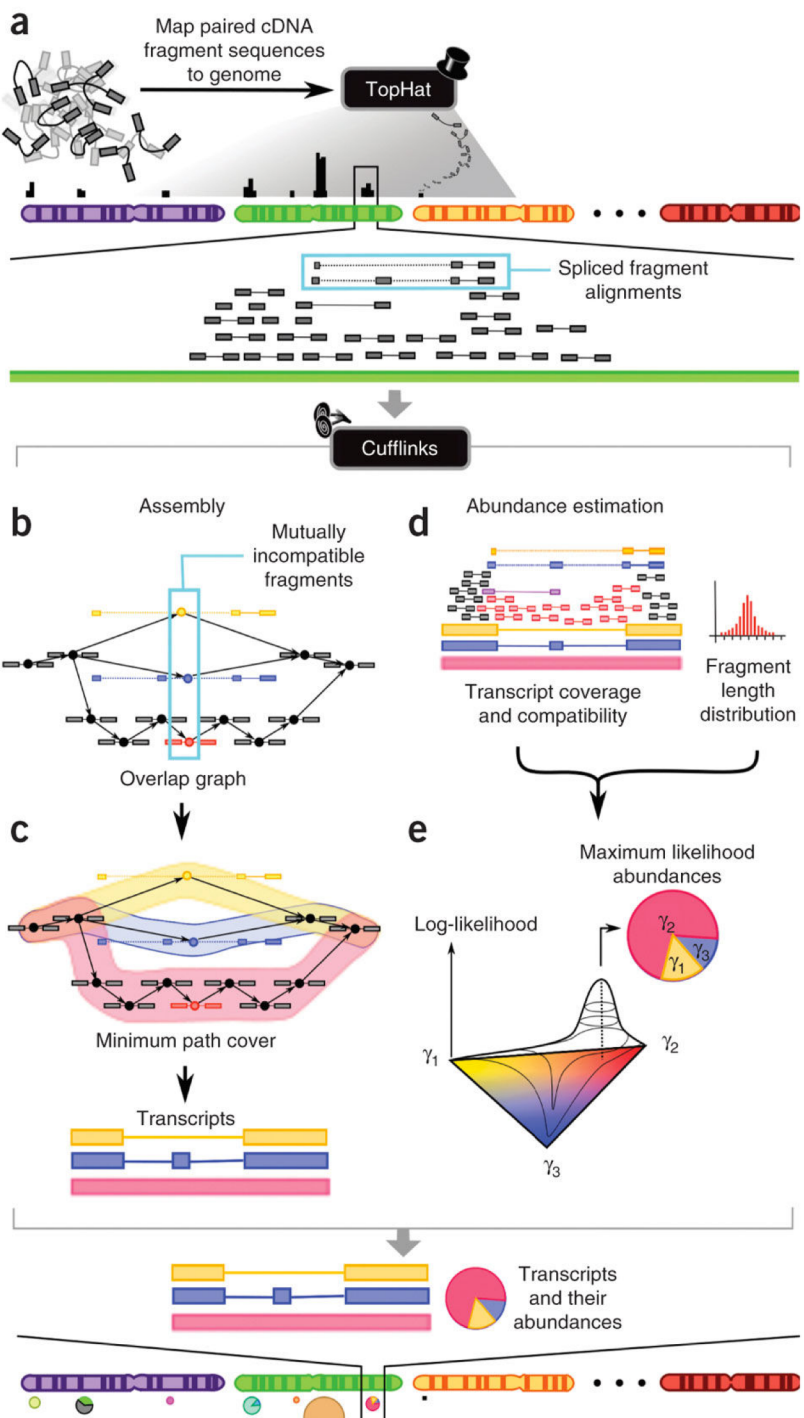 a
Map paired cDNA
fragment sequences
to genome
TopHat
Spliced fragment
alignments
Cufflinks
b
Assembly
Mutually
incompatible
fragments
Overlap graph
d
Abundance estimation
Transcript coverage
and compatibility
Fragment
length
distribution
c
Minimum path cover
Transcripts
e
Maximum likelihood
abundances
Log-likelihood
γ2
γ3
γ1
γ1
γ2
γ3
Transcripts
and their
abundances